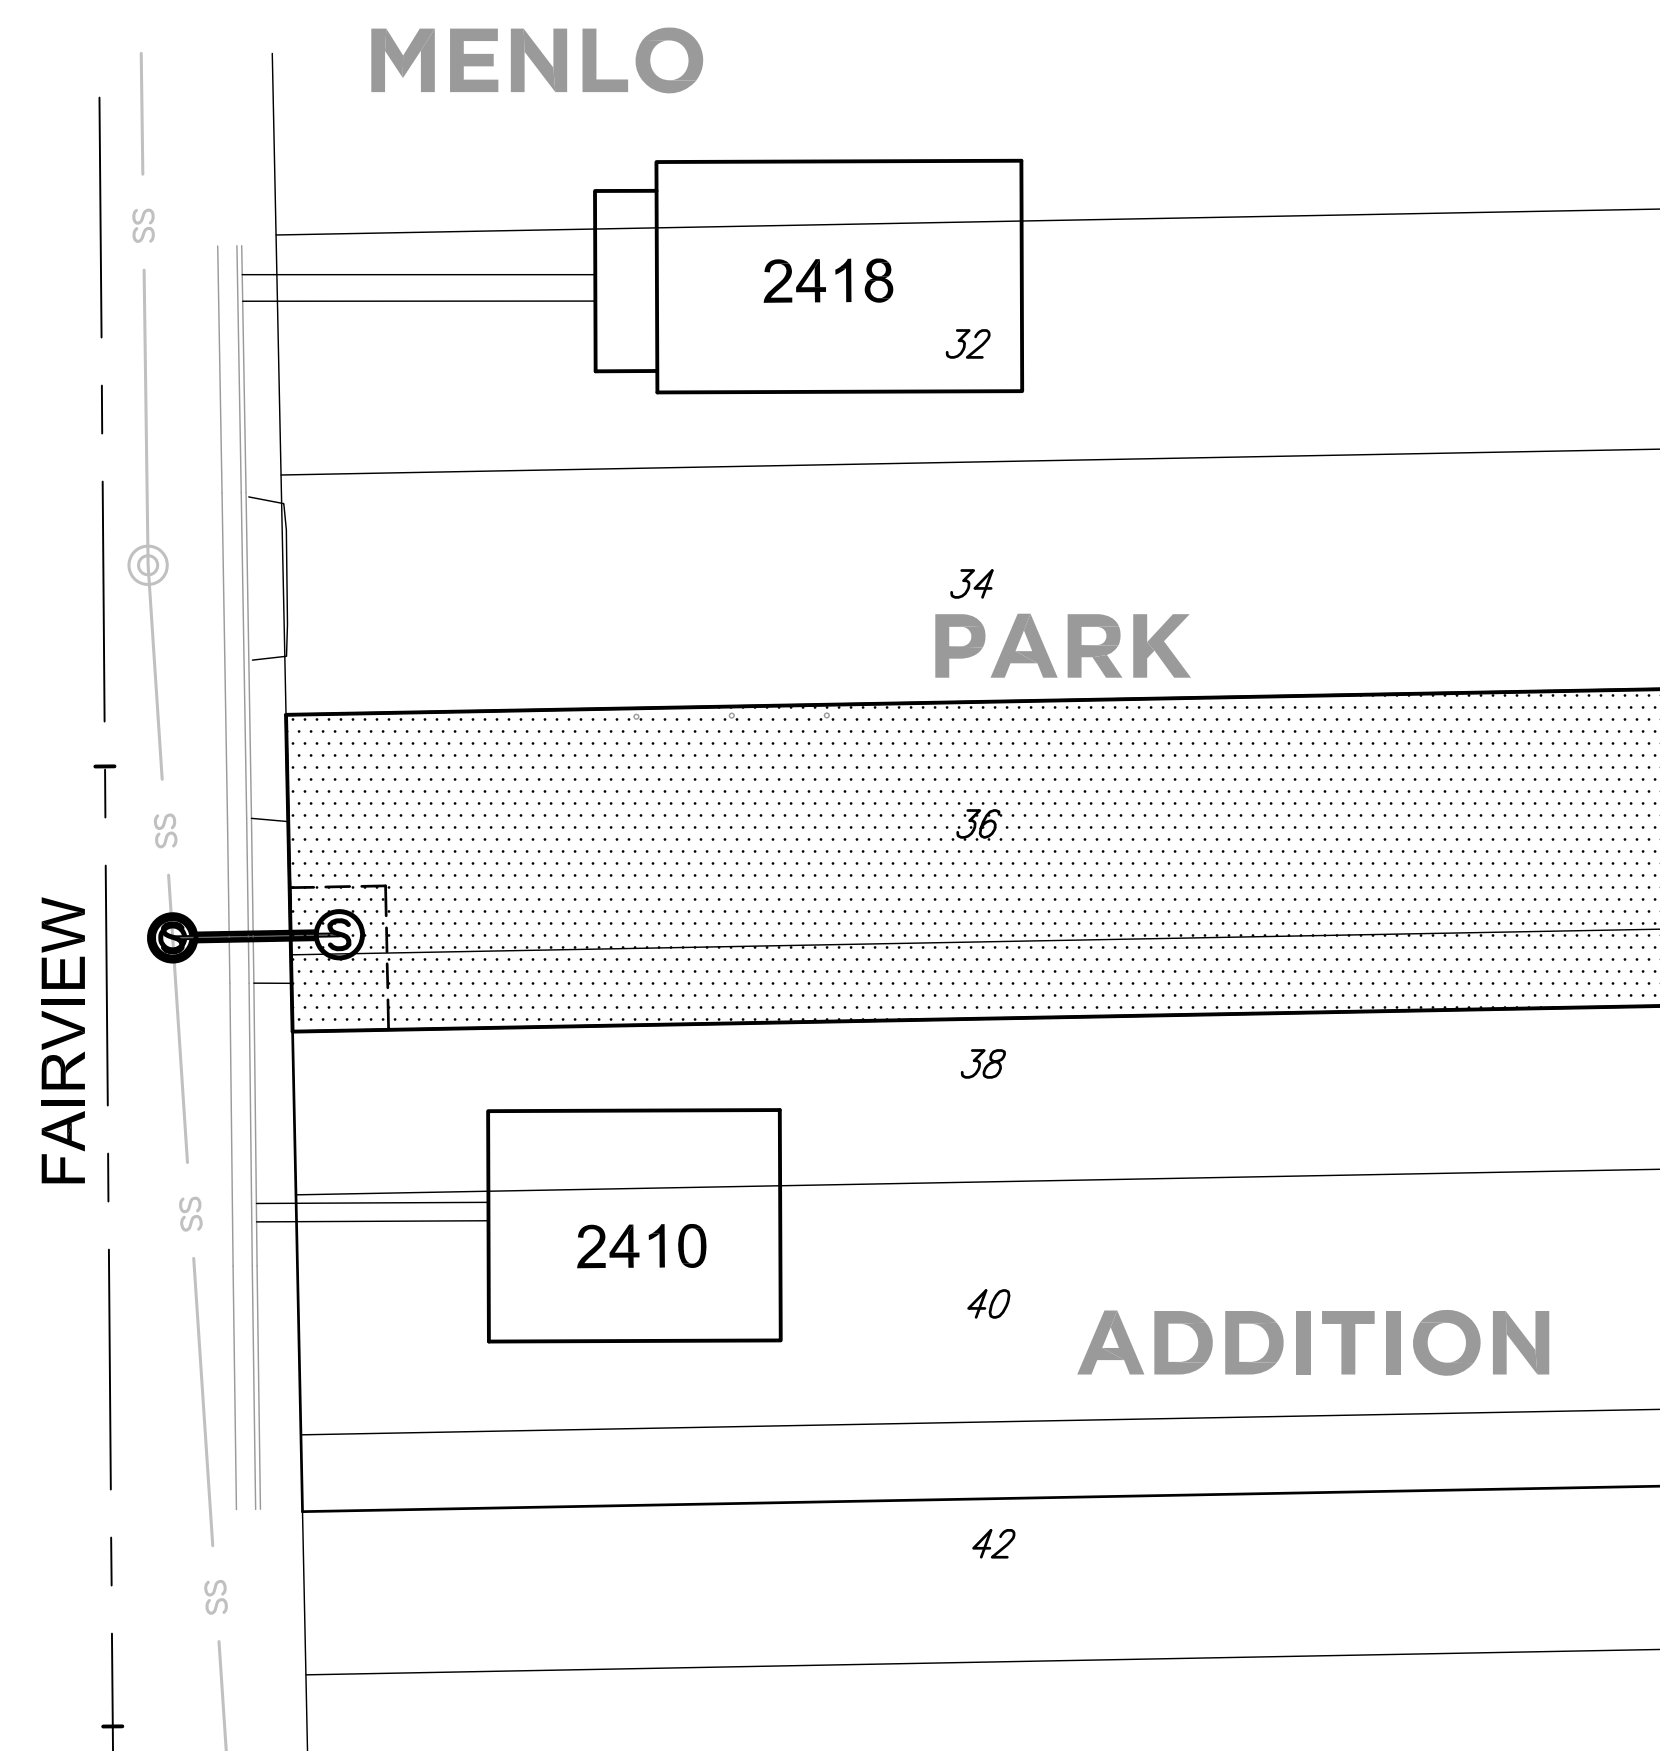 MENLO
SS
2418
32
34
PARK
36
SS
S
S
FAIRVIEW
38
SS
2410
40
ADDITION
42
SS